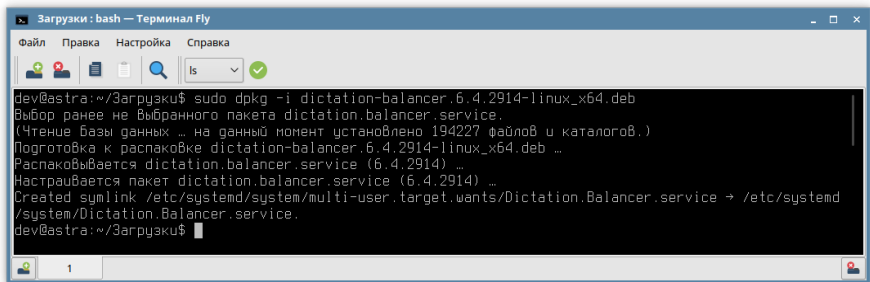 Загрузки : bash — Терминал Fly
Файл Правка Настройка Справка
ls
dev@astra:~/Загрузки$ sudo dpkg -i dictation-balancer.6.4.2914-linux_x64.deb
Выбор ранее не выбранного пакета dictation.balancer.service.
(Чтение базы данных … на данный момент установлено 194227 файлов и каталогов.)
Подготовка к распаковке dictation-balancer.6.4.2914-linux_x64.deb …
Распаковывается dictation.balancer.service (6.4.2914) …
Настраивается пакет dictation.balancer.service (6.4.2914) …
Created symlink /etc/systemd/system/multi-user.target.wants/Dictation.Balancer.service → /etc/systemd
/system/Dictation.Balancer.service.
dev@astra:~/Загрузки$
1